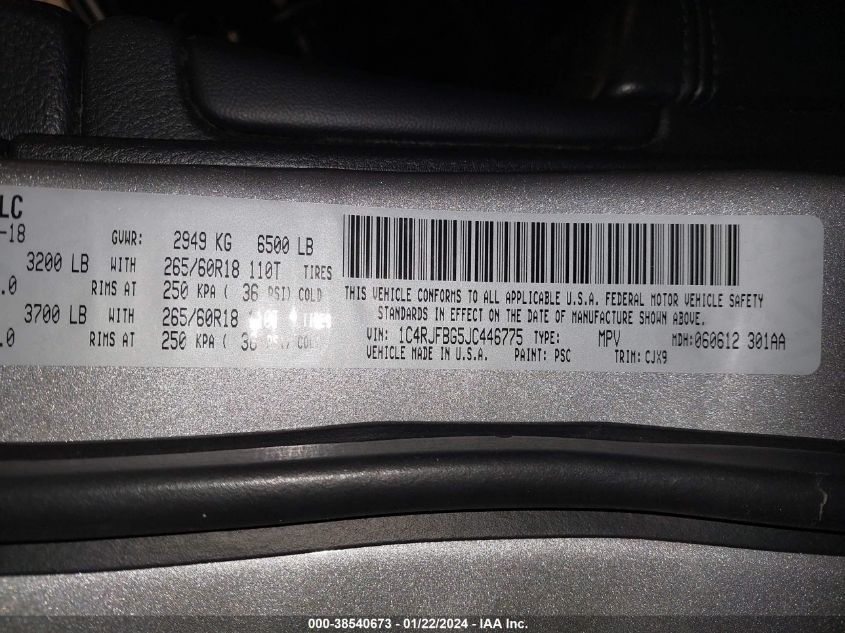 LC
-18
GVWR: 2949 KG 6500 LB
3200 LB WITH 265/60R18 110T TIRES
.0 RIMS AT 250 KPA ( 36 PSI) COLD
3700 LB WITH 265/60R18
.0 RIMS AT 250 KPA ( 36 PSI) COLD
THIS VEHICLE CONFORMS TO ALL APPLICABLE U.S.A. FEDERAL MOTOR VEHICLE SAFETY
STANDARDS IN EFFECT ON THE DATE OF MANUFACTURE SHOWN ABOVE.
VIN: 1C4RJFBG5JC446775 TYPE: MPV MDH:060612 301AA
VEHICLE MADE IN U.S.A. PAINT: PSC TRIM: CJX9
000-38540673 - 01/22/2024 - IAA Inc.